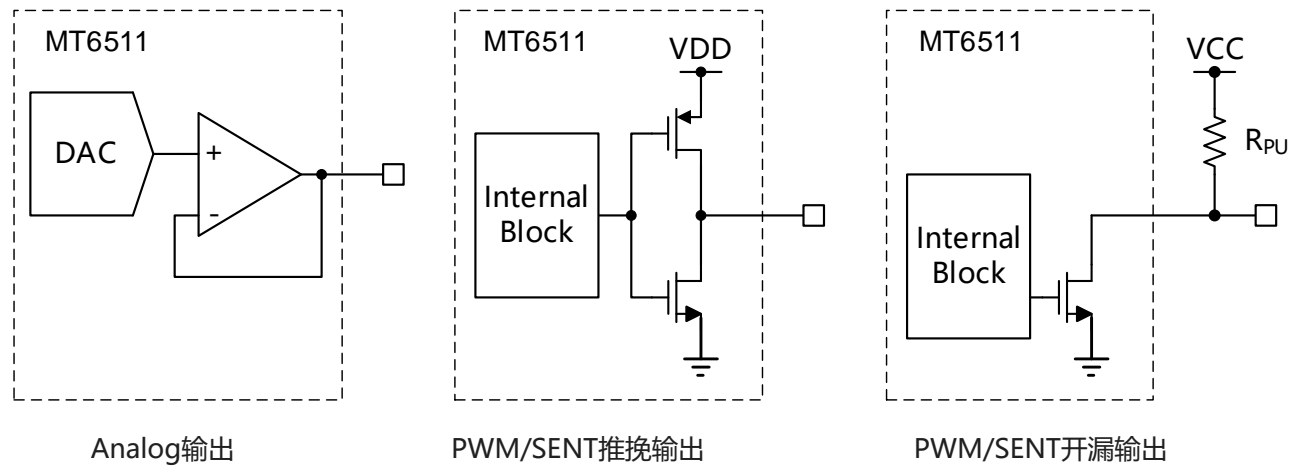 MT6511
DAC
+
-
Analog输出
MT6511
VDD
Internal
Block
PWM/SENT推挽输出
MT6511
VCC
RPU
Internal
Block
PWM/SENT开漏输出